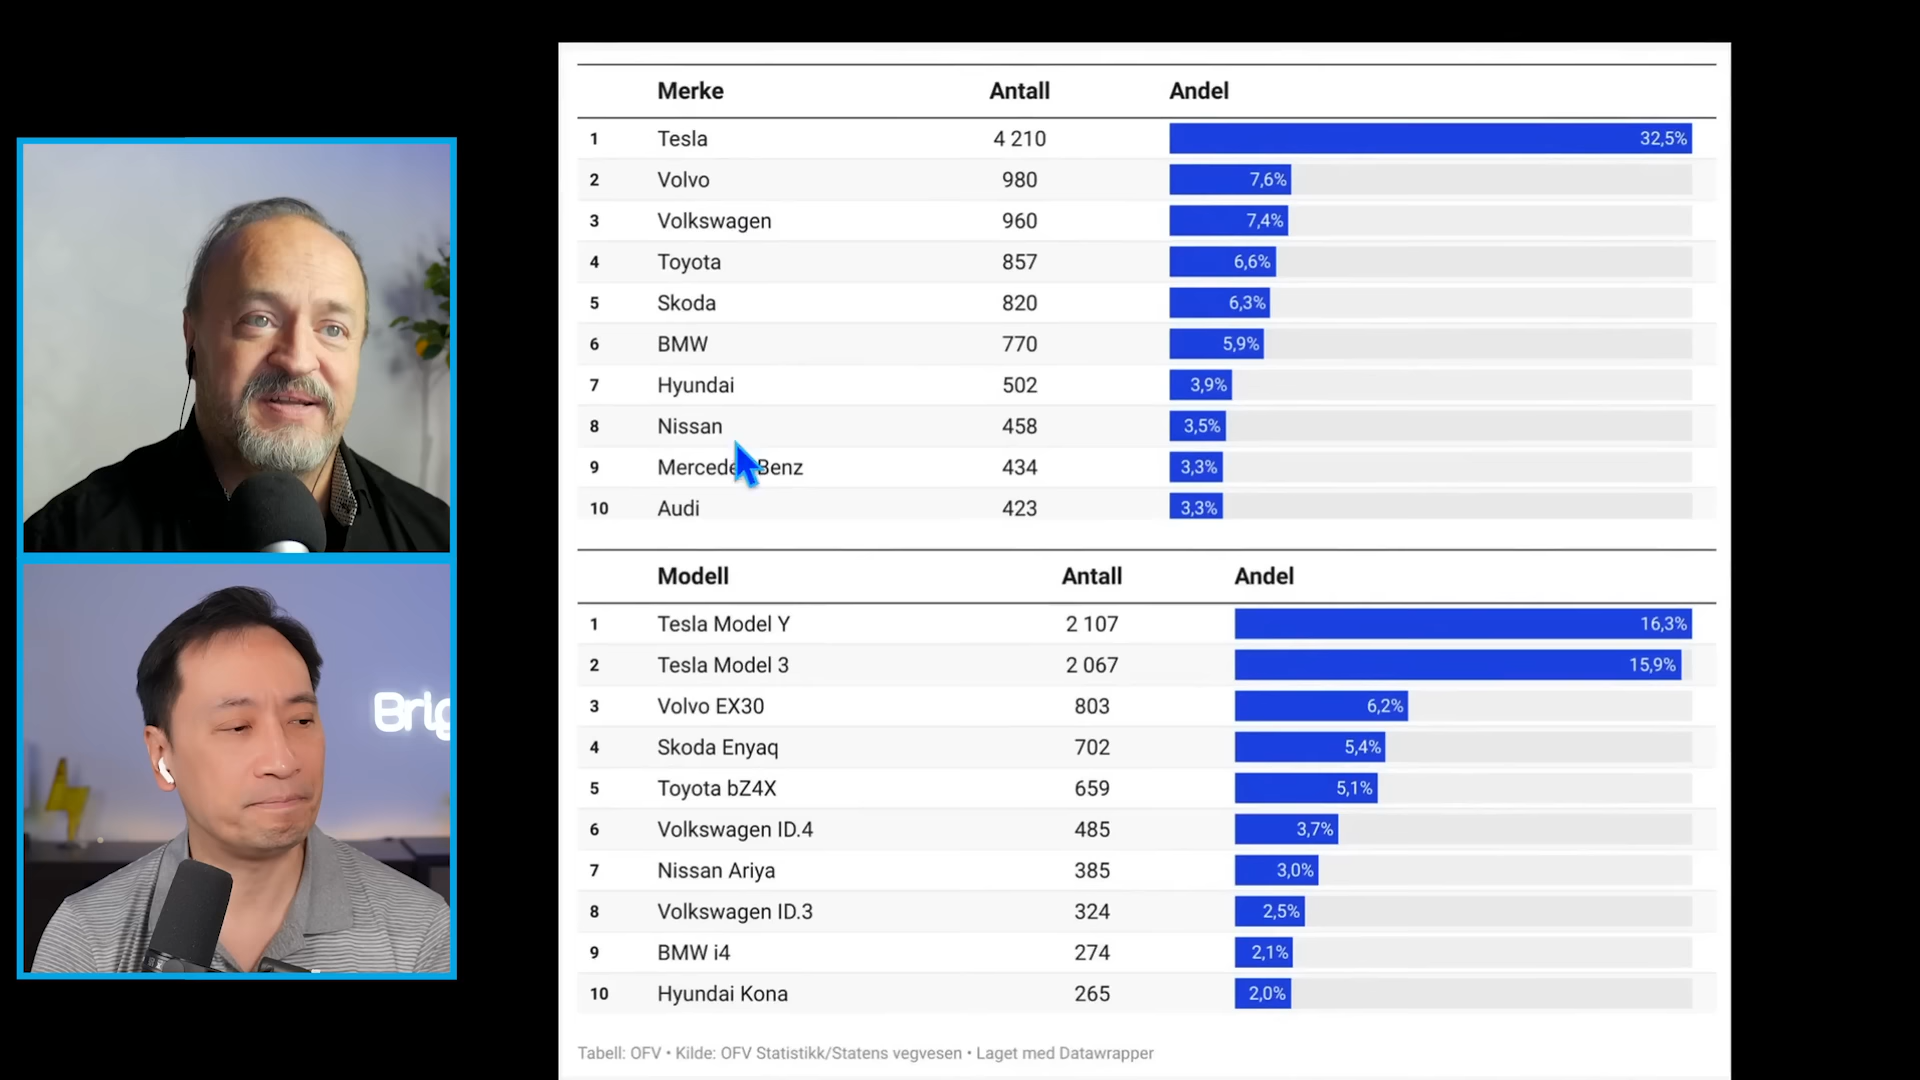 Merke Antall Andel
1 Tesla 4 210 32,5%
2 Volvo 980 7,6%
3 Volkswagen 960 7,4%
4 Toyota 857 6,6%
5 Skoda 820 6,3%
6 BMW 770 5,9%
7 Hyundai 502 3,9%
8 Nissan 458 3,5%
9 Mercede Benz 434 3,3%
10 Audi 423 3,3%
Modell Antall Andel
1 Tesla Model Y 2 107 16,3%
2 Tesla Model 3 2 067 15,9%
3 Volvo EX30 803 6,2%
4 Skoda Enyaq 702 5,4%
5 Toyota bZ4X 659 5,1%
6 Volkswagen ID.4 485 3,7%
7 Nissan Ariya 385 3,0%
8 Volkswagen ID.3 324 2,5%
9 BMW i4 274 2,1%
10 Hyundai Kona 265 2,0%
Tabell: OFV • Kilde: OFV Statistikk/Statens vegvesen • Laget med Datawrapper
Brig